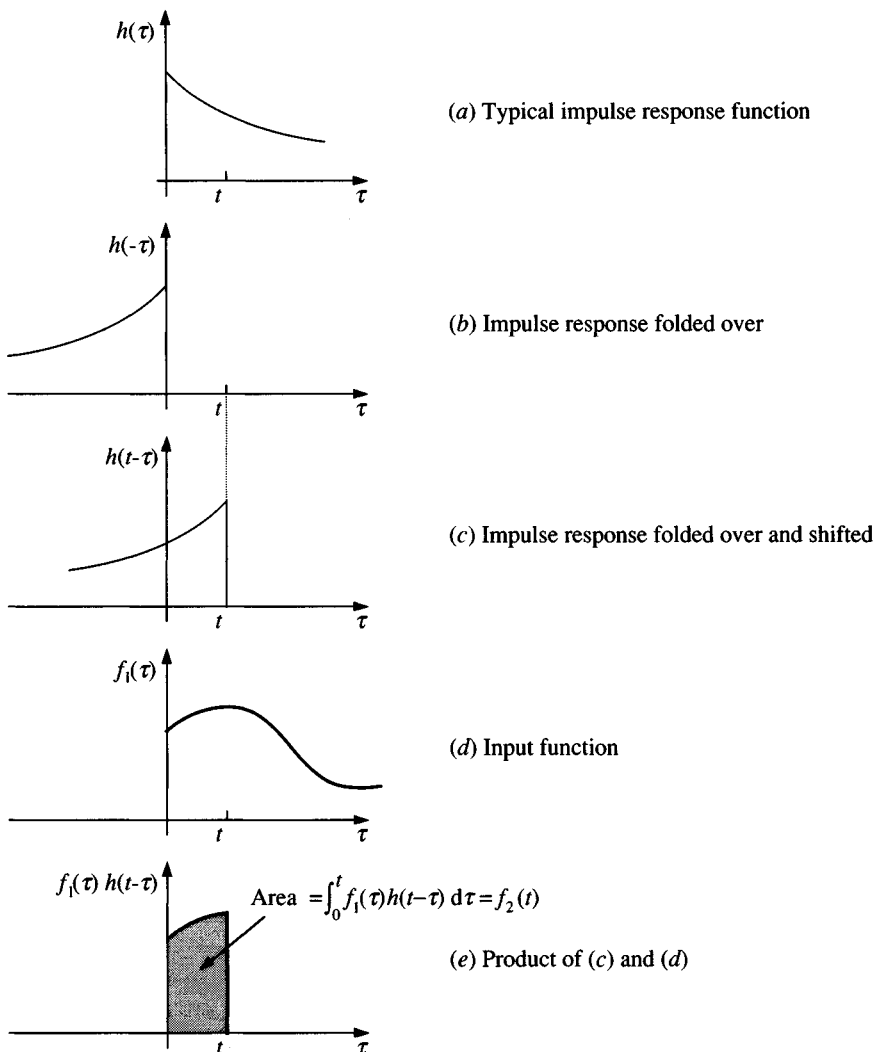 h(τ)
(a) Typical impulse response function
t
τ
h(-τ)
(b) Impulse response folded over
t
τ
h(t-τ)
(c) Impulse response folded over and shifted
t
τ
f₁(τ)
(d) Input function
t
τ
f₁(τ) h(t-τ)
Area = ∫₀ᵗ f₁(τ)h(t-τ) dτ = f₂(t)
(e) Product of (c) and (d)
t
τ